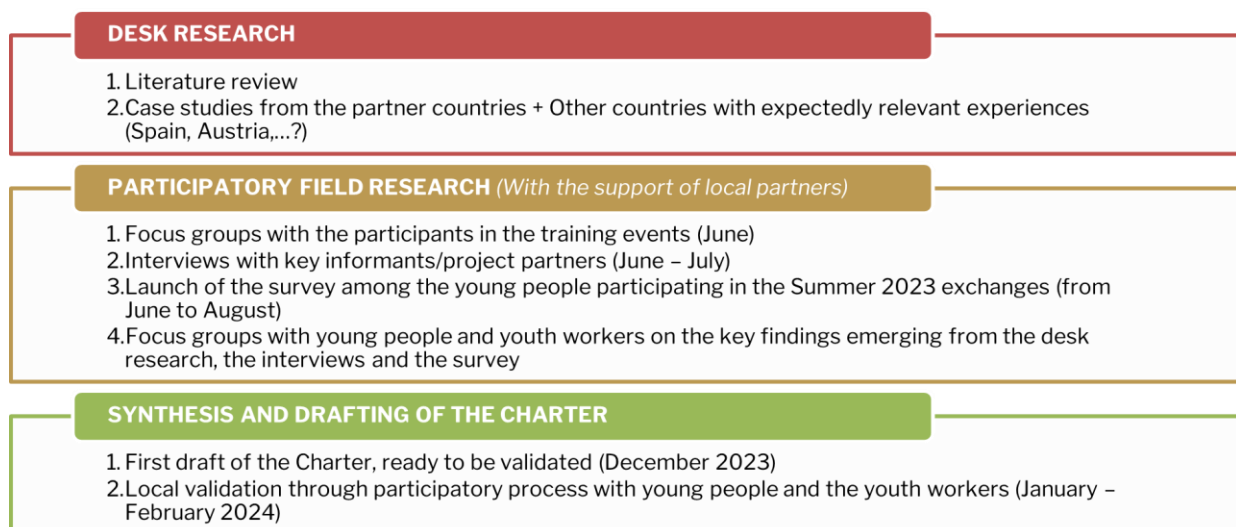 DESK RESEARCH
1. Literature review
2.Case studies from the partner countries + Other countries with expectedly relevant experiences
(Spain, Austria,...?)
PARTICIPATORY FIELD RESEARCH (With the support of local partners)
1. Focus groups with the participants in the training events (June)
2.Interviews with key informants/project partners (June – July)
3.Launch of the survey among the young people participating in the Summer 2023 exchanges (from
June to August)
4.Focus groups with young people and youth workers on the key findings emerging from the desk
research, the interviews and the survey
SYNTHESIS AND DRAFTING OF THE CHARTER
1. First draft of the Charter, ready to be validated (December 2023)
2.Local validation through participatory process with young people and the youth workers (January –
February 2024)